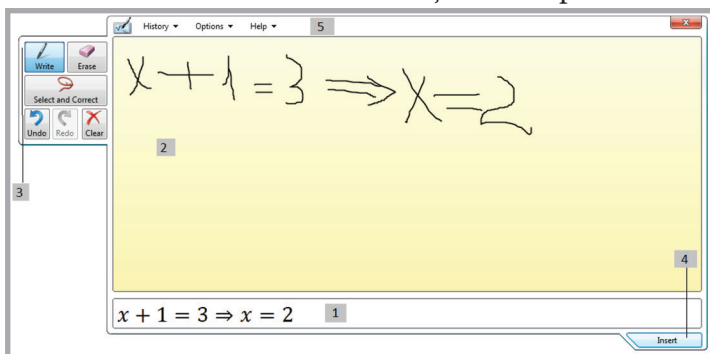 History Options Help 5
Write Erase
Select and Correct
Undo Redo Clear
x + 1 = 3 ⇒ x = 2
2
3
4
x + 1 = 3 ⇒ x = 2 1
Insert